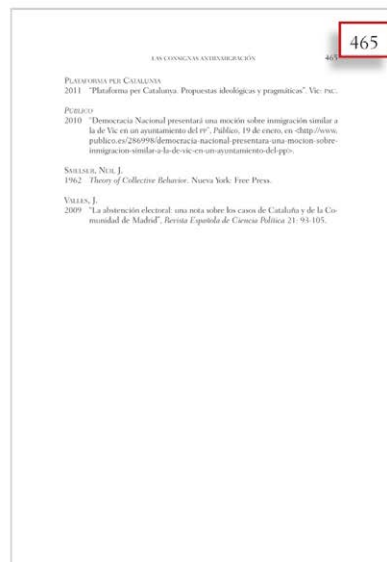 465
LAS CONSIGNAS ANTINMIGRACIÓN 465
PLATAFORMA PER CATALUNYA
2011 “Plataforma per Catalunya. Propuestas ideológicas y pragmáticas”. Vic: PXC.
PÚBLICO
2010 “Democracia Nacional presentará una moción sobre inmigración similar a
la de Vic en un ayuntamiento del PP”, Público, 19 de enero, en <http://www.
publico.es/286998/democracia-nacional-presentara-una-mocion-sobre-
inmigracion-similar-a-la-de-vic-en-un-ayuntamiento-del-pp>.
SMELSER, NEIL J.
1962 Theory of Collective Behavior. Nueva York: Free Press.
VALLES, J.
2009 “La abstención electoral: una nota sobre los casos de Cataluña y de la Co-
munidad de Madrid”, Revista Española de Ciencia Política 21: 93-105.